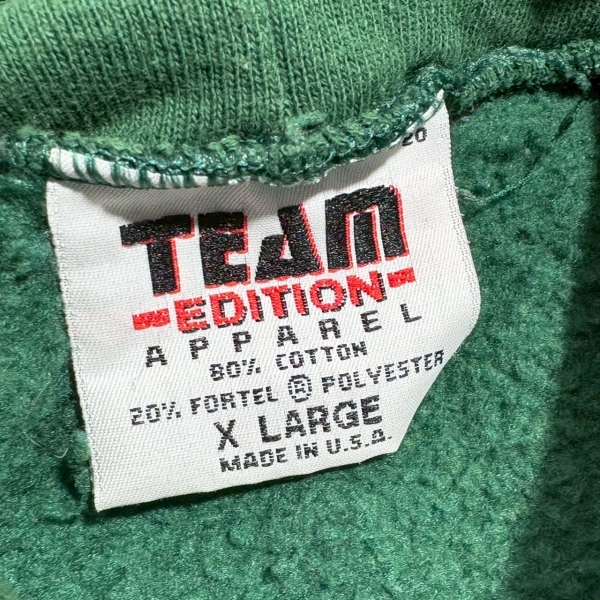 20
TEAM
-EDITION-
APPAREL
80% COTTON
20% FORTEL ® POLYESTER
X LARGE
MADE IN U.S.A.